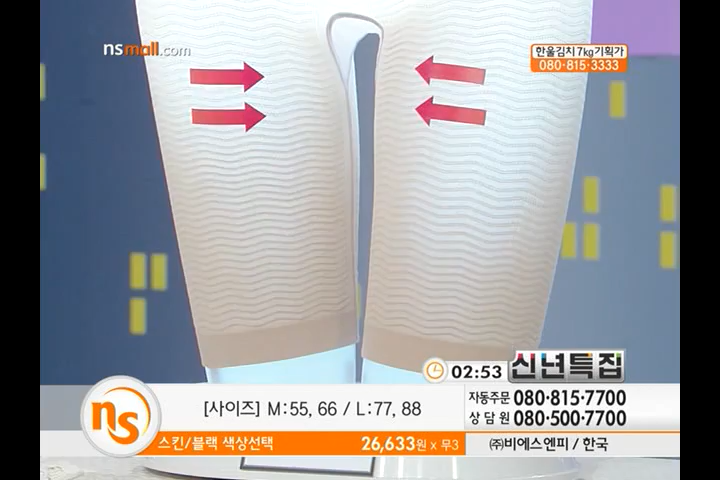 nsmall.com
한울김치7kg기획가
080·815·3333
02:53
신년특집
ns
[사이즈] M:55, 66 / L:77, 88
자동주문 080·815·7700
상담원 080·500·7700
스킨/블랙 색상선택
26,633원 x 무3
㈜비에스엔피 / 한국